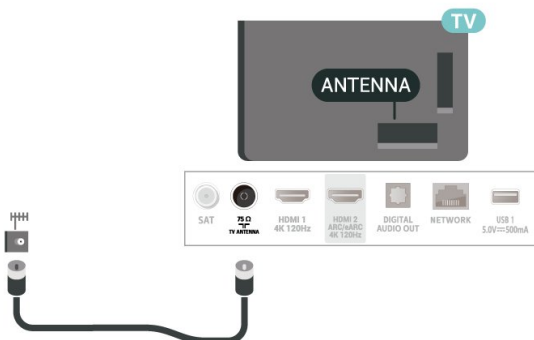 TV
ANTENNA
SAT
75 Ω
TV ANTENNA
HDMI 1
4K 120Hz
HDMI 2
ARC/eARC
4K 120Hz
DIGITAL
AUDIO OUT
NETWORK
USB 1
5.0V⎓500mA